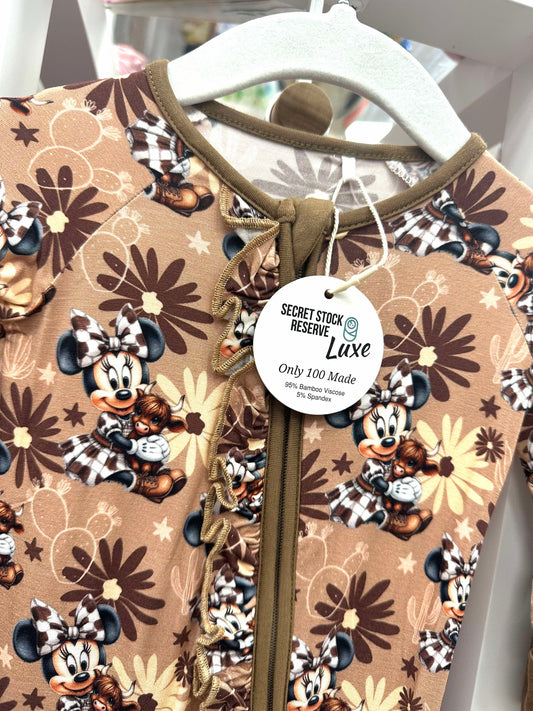 SECRET STOCK
RESERVE
Luxe
Only 100 Made
95% Bamboo Viscose
5% Spandex